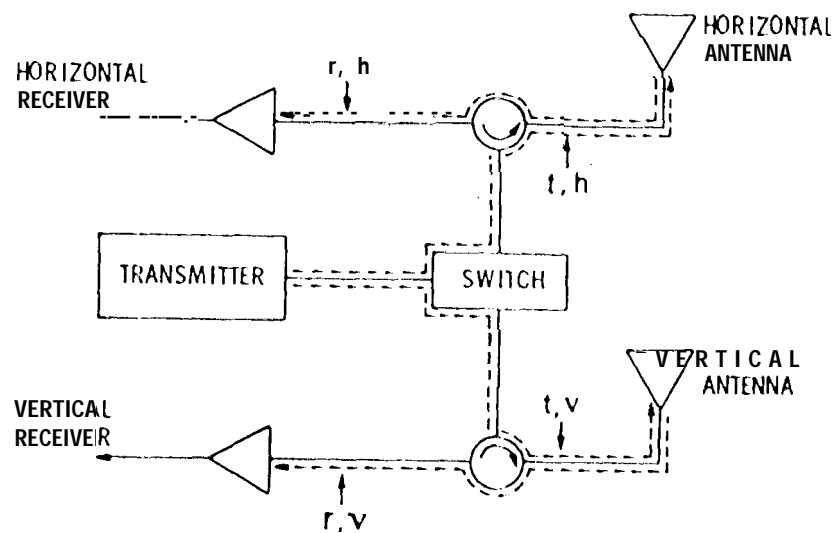 HORIZONTAL
ANTENNA
HORIZONTAL
RECEIVER
r, h
t, h
TRANSMITTER
SWITCH
VERTICAL
ANTENNA
t, v
VERTICAL
RECEIVER
r, v